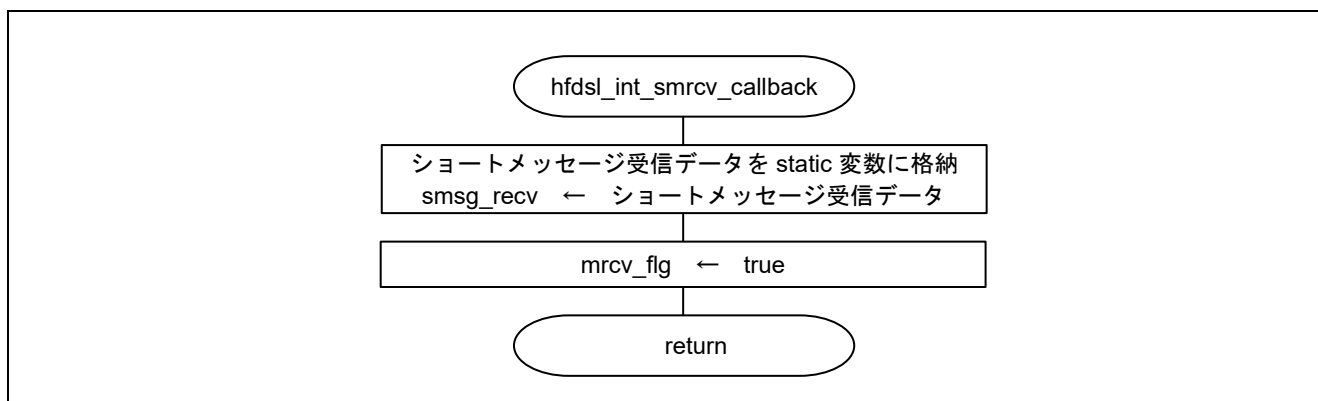 hfdsl_int_smrcv_callback
ショートメッセージ受信データを static 変数に格納
smsg_recv ← ショートメッセージ受信データ
mrcv_flg ← true
return